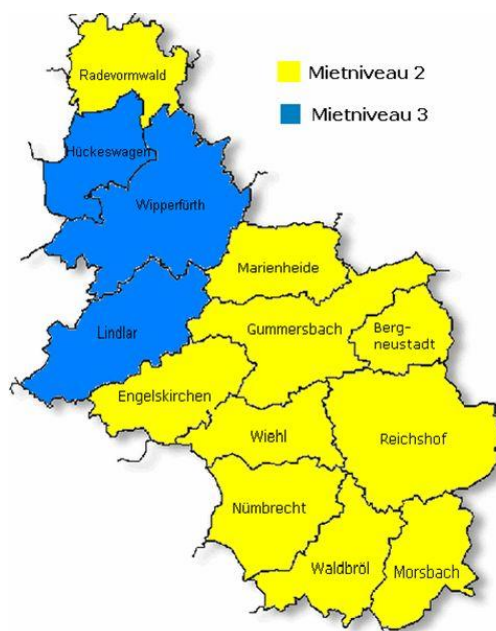 Radevormwald
Mietniveau 2
Mietniveau 3
Hückeswagen
Wipperfürth
Marienheide
Lindlar
Gummersbach
Berg-
neustadt
Engelskirchen
Wiehl
Reichshof
Nümbrecht
Waldbröl
Morsbach